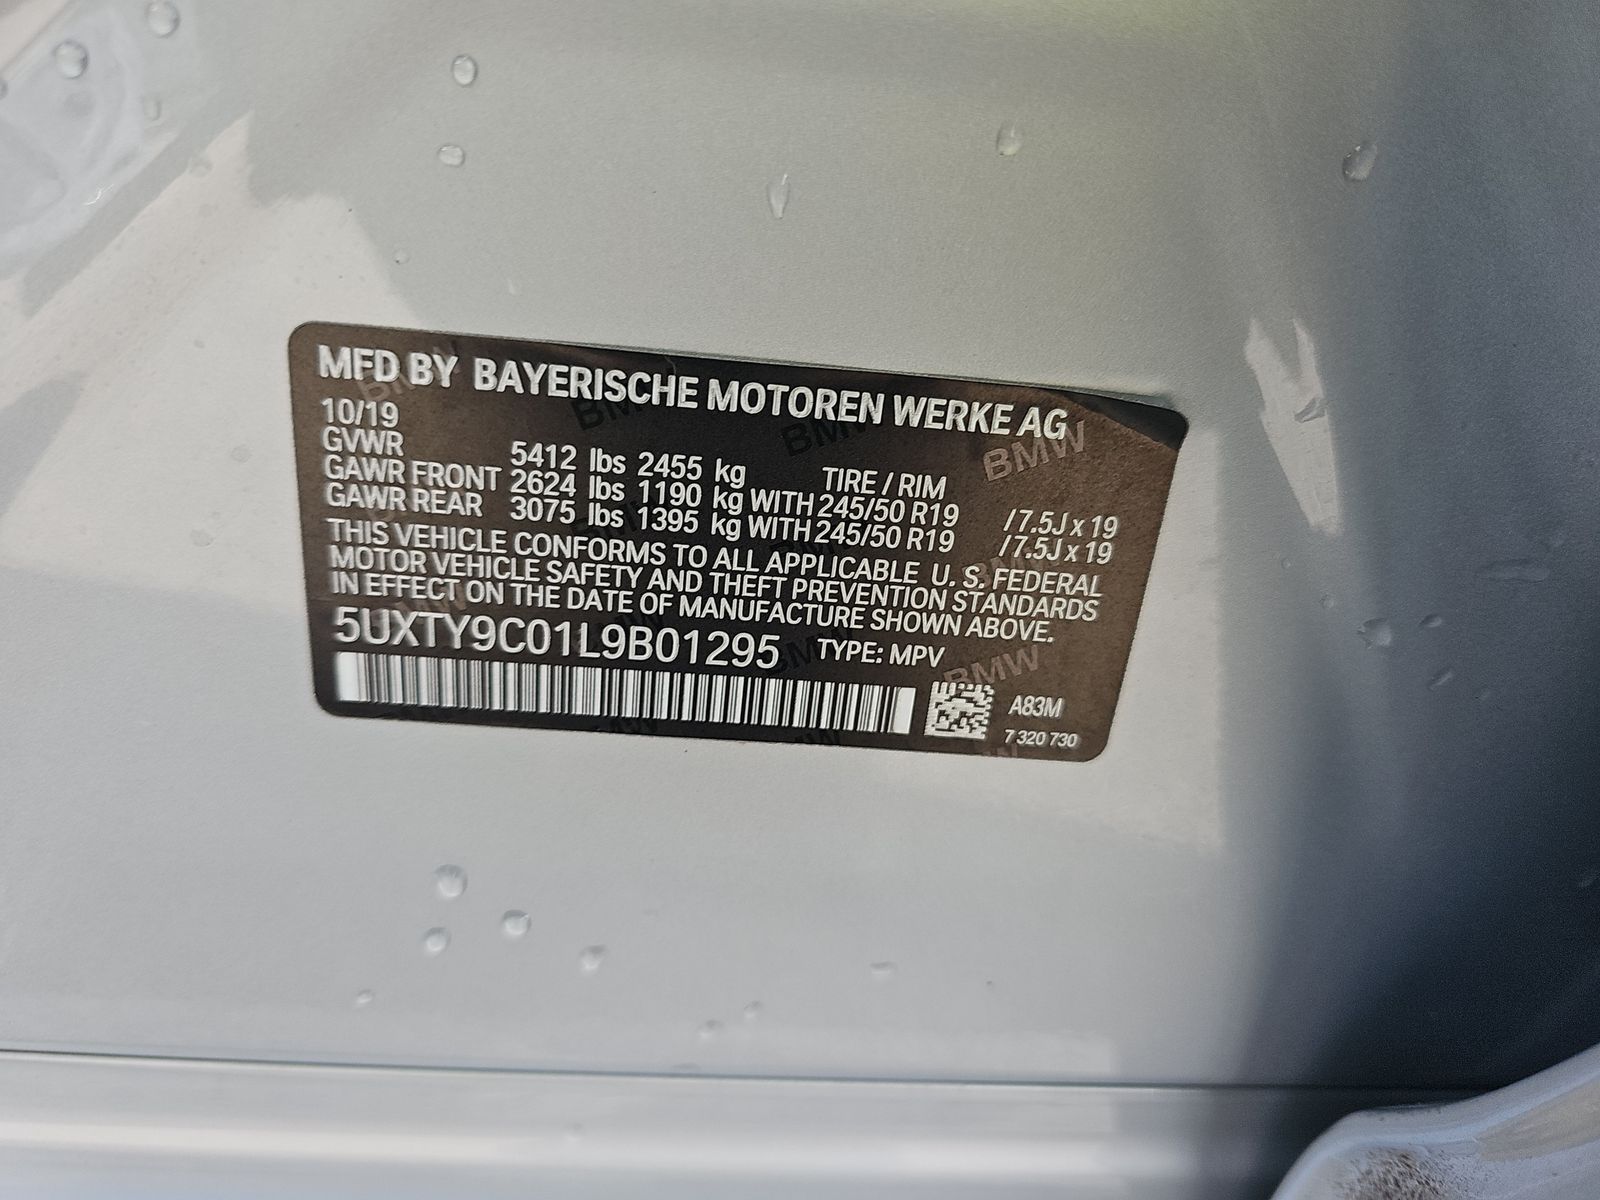 MFD BY BAYERISCHE MOTOREN WERKE AG
10/19
GVWR 5412 lbs 2455 kg TIRE / RIM
GAWR FRONT 2624 lbs 1190 kg WITH 245/50 R19 / 7.5J x 19
GAWR REAR 3075 lbs 1395 kg WITH 245/50 R19 / 7.5J x 19
THIS VEHICLE CONFORMS TO ALL APPLICABLE U. S. FEDERAL
MOTOR VEHICLE SAFETY AND THEFT PREVENTION STANDARDS
IN EFFECT ON THE DATE OF MANUFACTURE SHOWN ABOVE.
5UXTY9C01L9B01295 TYPE: MPV
A83M
7 320 730